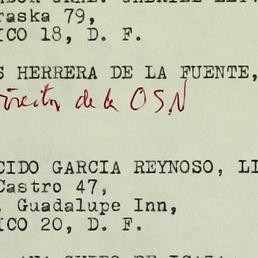 raska 79,
ICO 18, D. F.
S HERRERA DE LA FUENTE,
Director de la OSN
CIDO GARCIA REYNOSO, LI
Castro 47,
. Guadalupe Inn,
ICO 20, D. F.